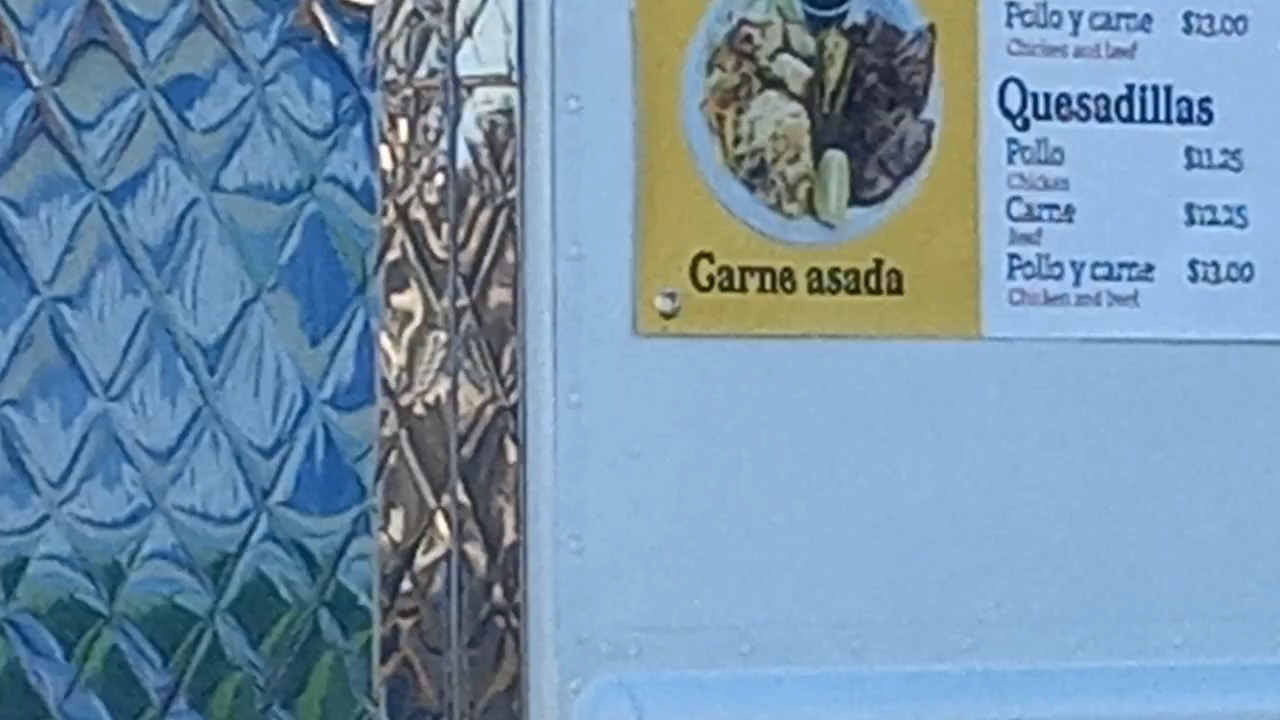 Pollo y carne $13.00
Chicken and beef
Quesadillas
Pollo $11.25
Chicken
Carne $12.25
Beef
Pollo y carne $13.00
Chicken and beef
Carne asada